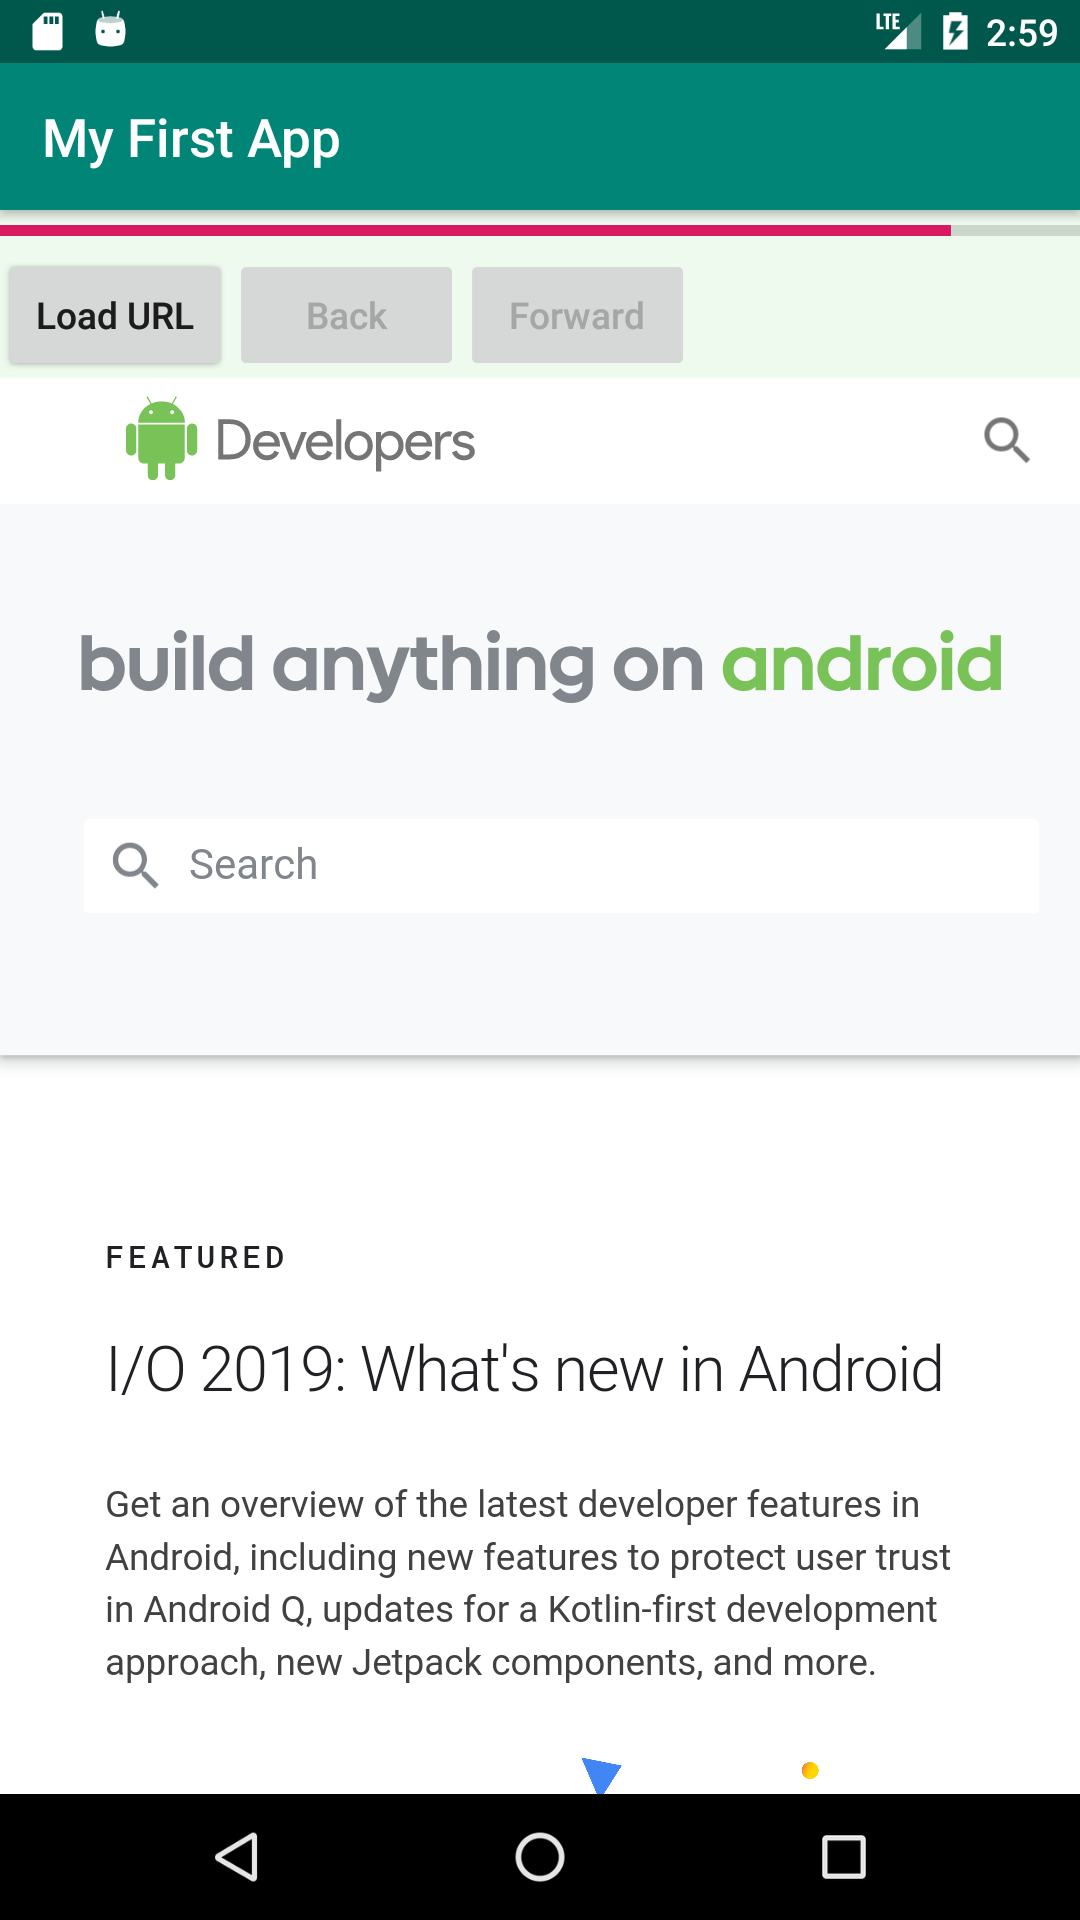 LTE 2:59
My First App
Load URL Back Forward
Developers
build anything on android
Search
FEATURED
I/O 2019: What's new in Android
Get an overview of the latest developer features in
Android, including new features to protect user trust
in Android Q, updates for a Kotlin-first development
approach, new Jetpack components, and more.